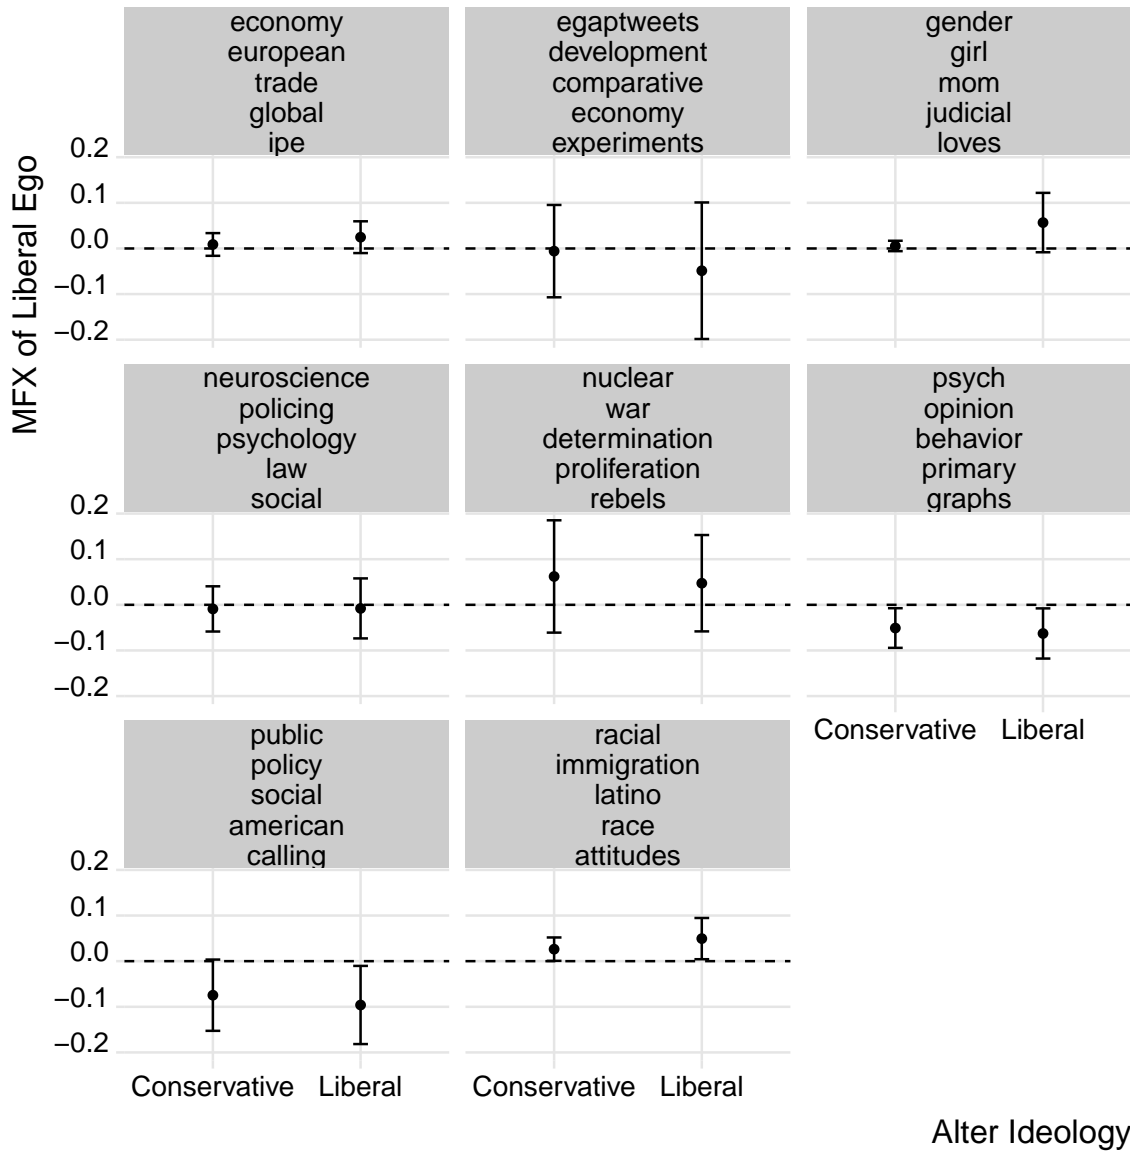 MFX of Liberal Ego
economy
european
trade
global
ipe
egaptweets
development
comparative
economy
experiments
gender
girl
mom
judicial
loves
0.2
0.1
0.0
−0.1
−0.2
neuroscience
policing
psychology
law
social
nuclear
war
determination
proliferation
rebels
psych
opinion
behavior
primary
graphs
0.2
0.1
0.0
−0.1
−0.2
Conservative Liberal
public
policy
social
american
calling
racial
immigration
latino
race
attitudes
0.2
0.1
0.0
−0.1
−0.2
Conservative Liberal
Conservative Liberal
Alter Ideology